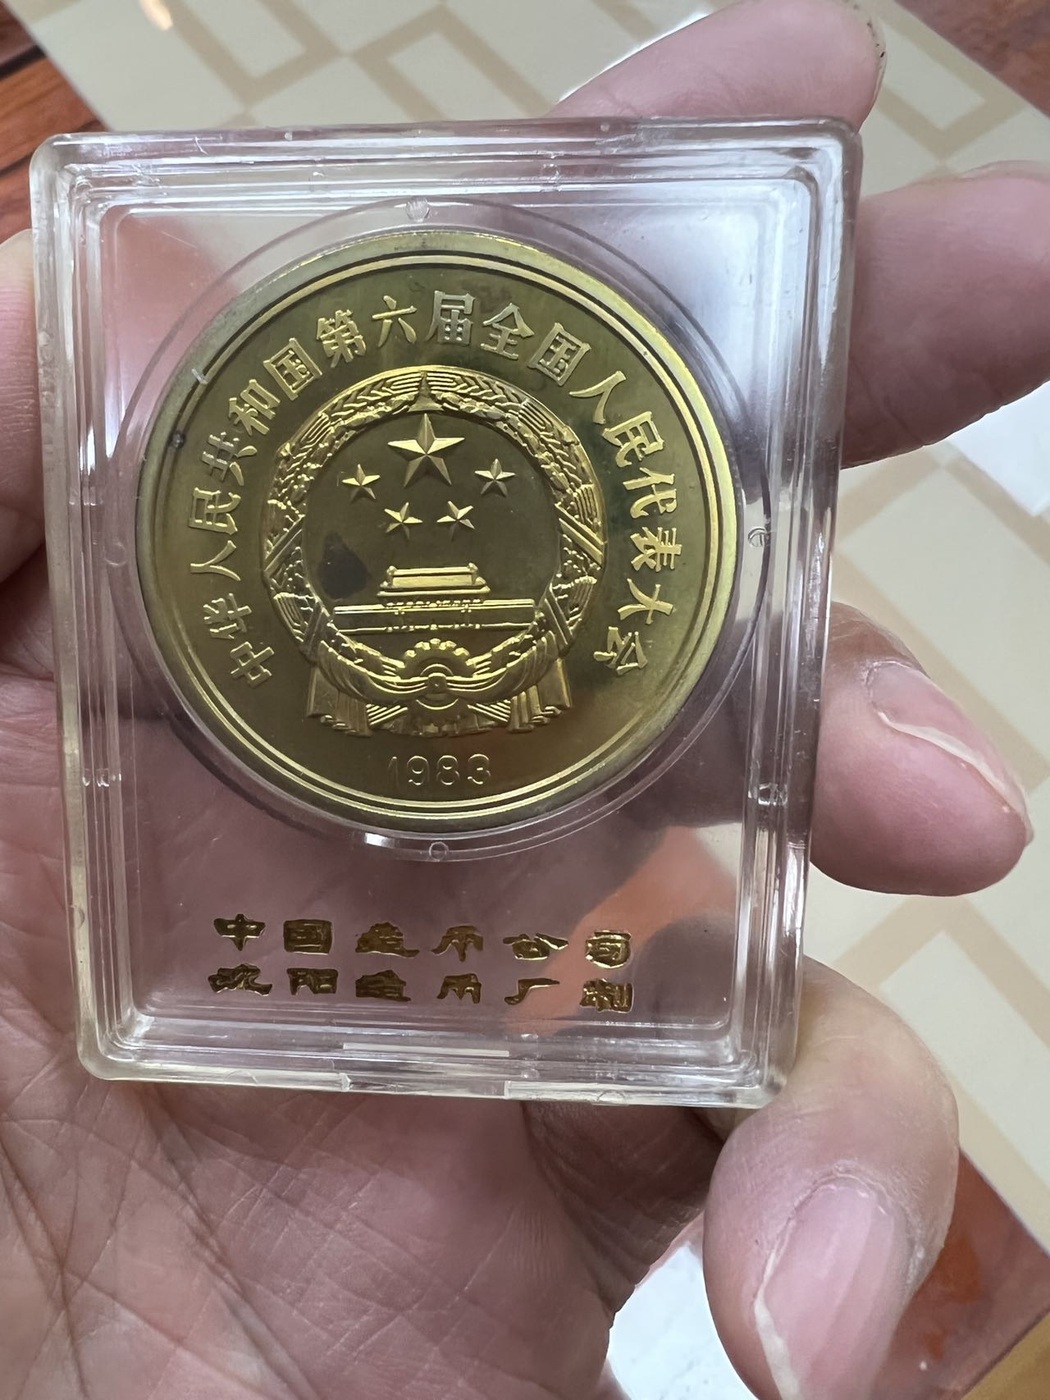 中华人民共和国第六届全国人民代表大会
1983
中国造币公司
沈阳造币厂制